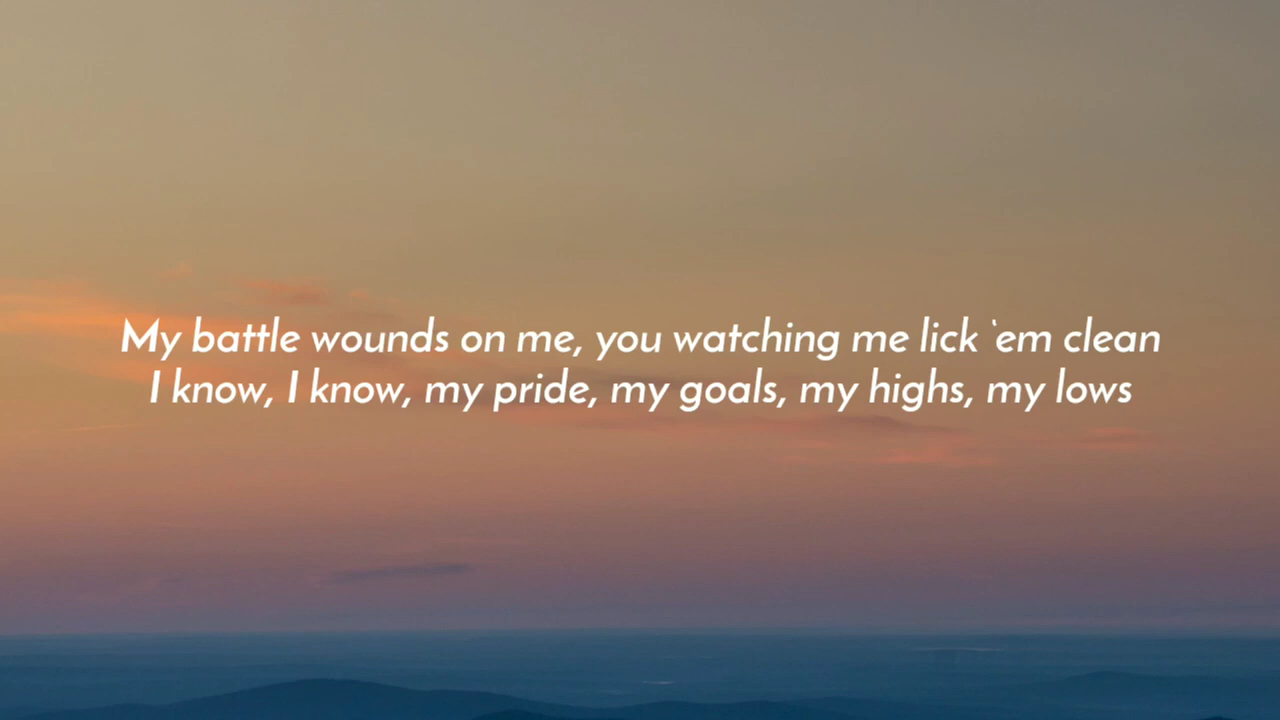 My battle wounds on me, you watching me lick ‛em clean
I know, I know, my pride, my goals, my highs, my lows